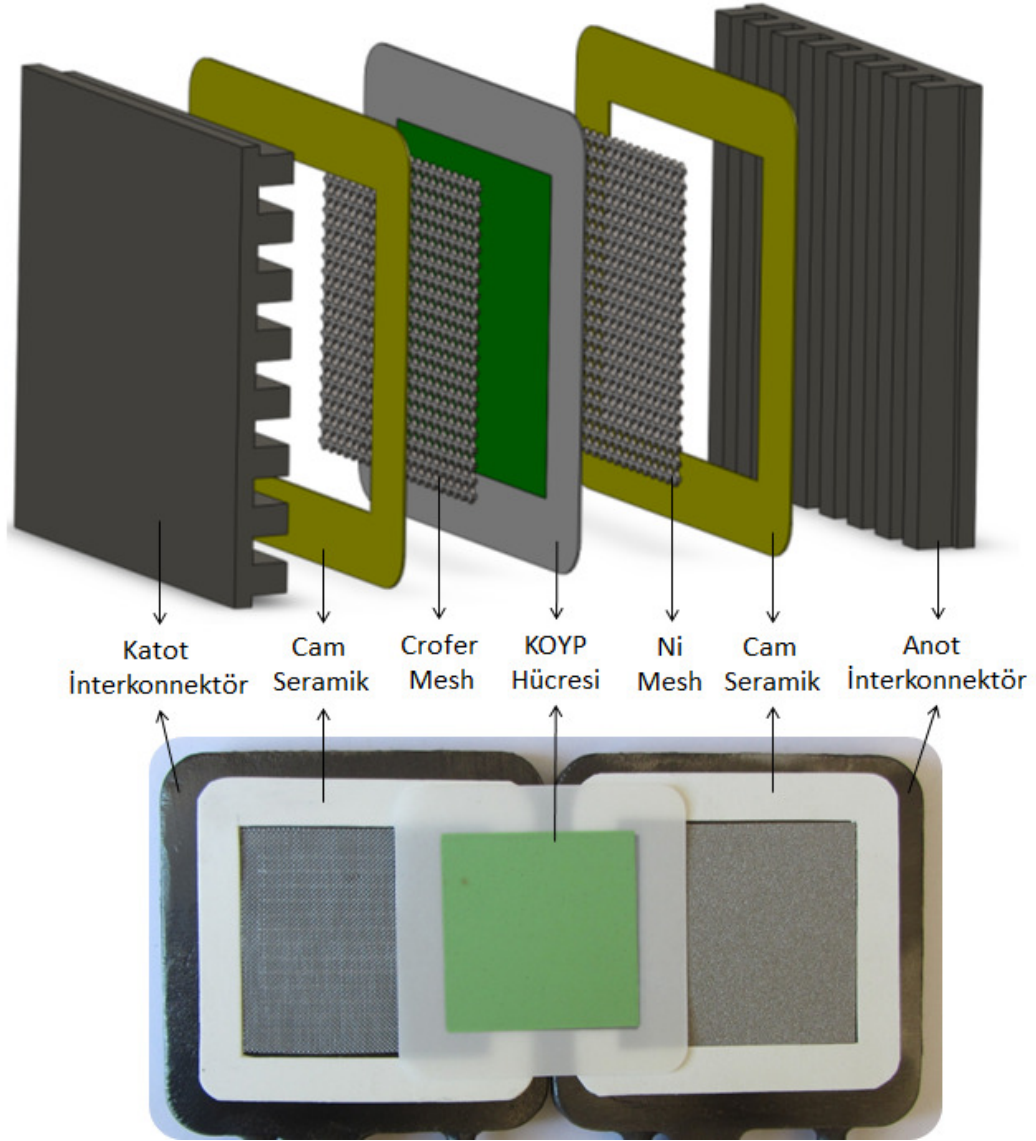 Katot
İnterkonnektör
Cam
Seramik
Crofer
Mesh
KOYP
Hücresi
Ni
Mesh
Cam
Seramik
Anot
İnterkonnektör